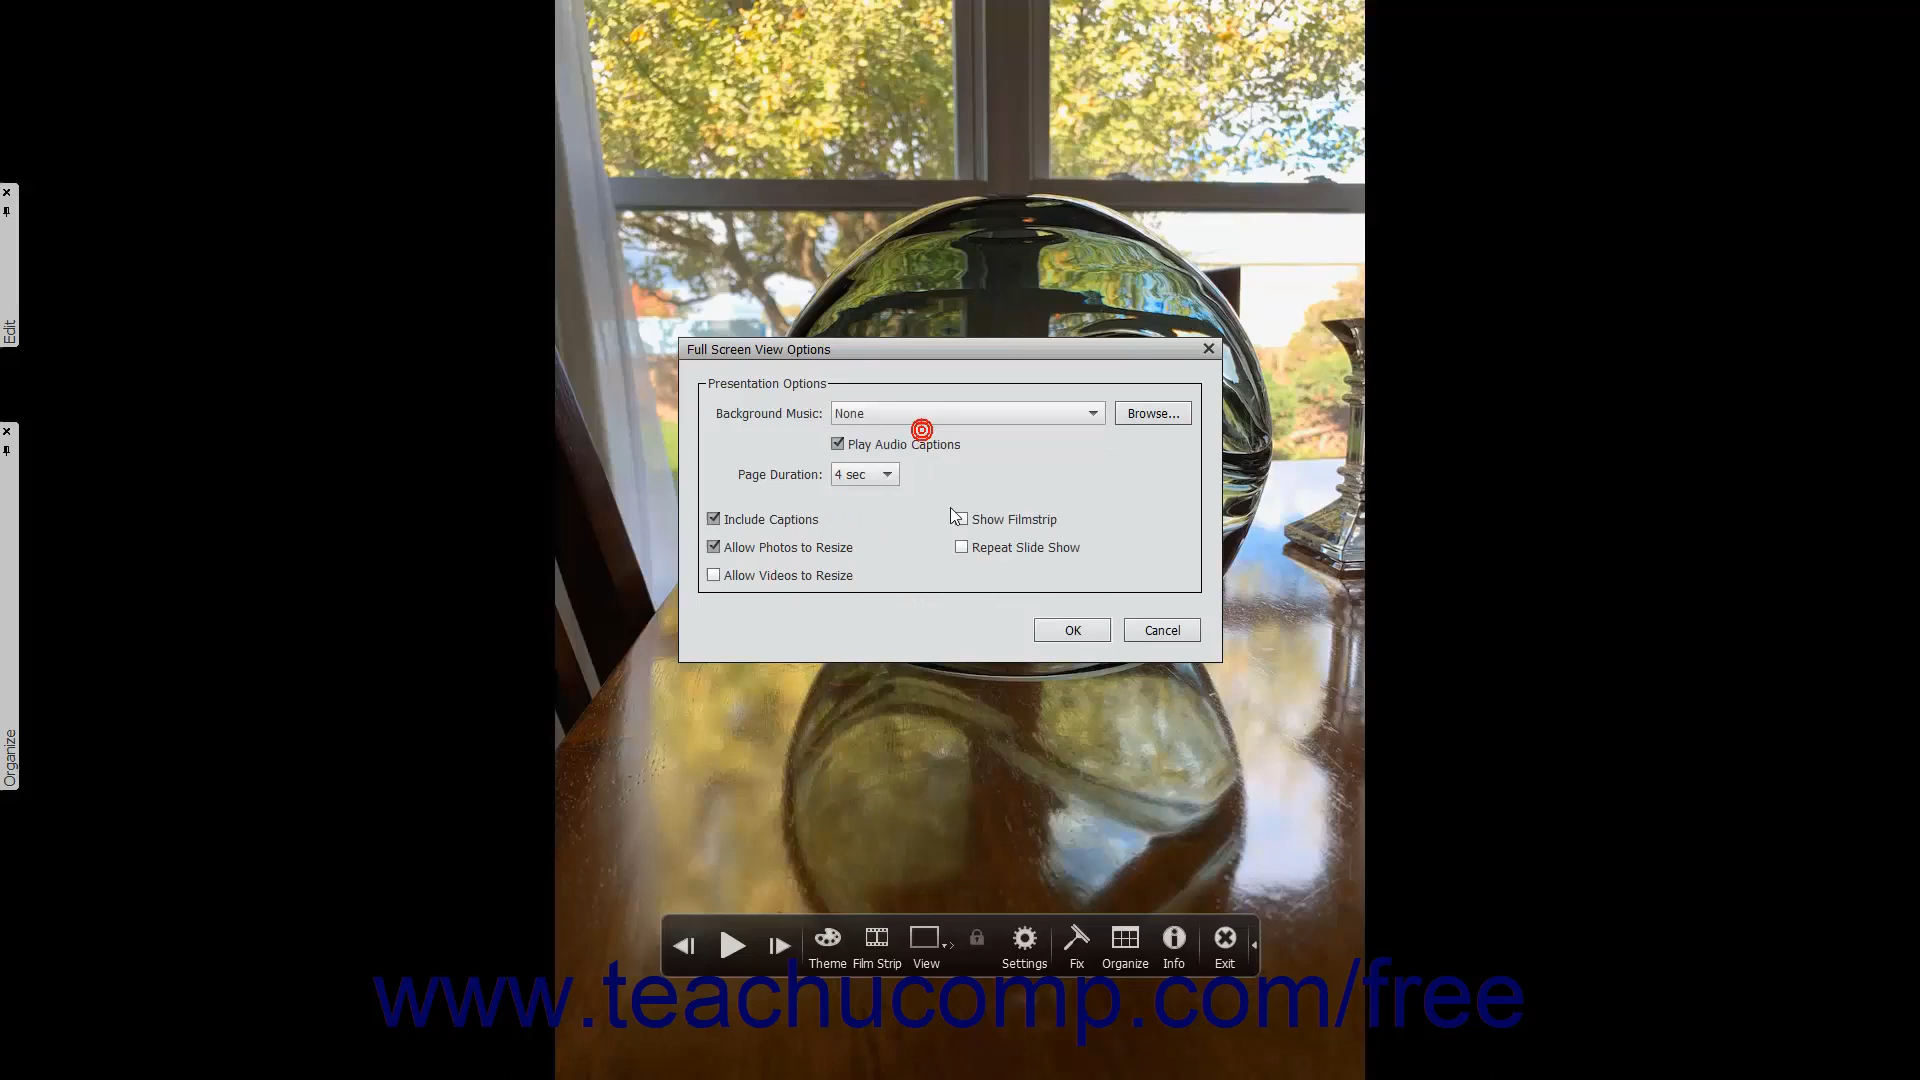 Edit
Organize
Full Screen View Options
Presentation Options
Background Music: None Browse...
Play Audio Captions
Page Duration: 4 sec
Include Captions Show Filmstrip
Allow Photos to Resize Repeat Slide Show
Allow Videos to Resize
OK Cancel
Theme Film Strip View Settings Fix Organize Info Exit
www.teachucomp.com/free